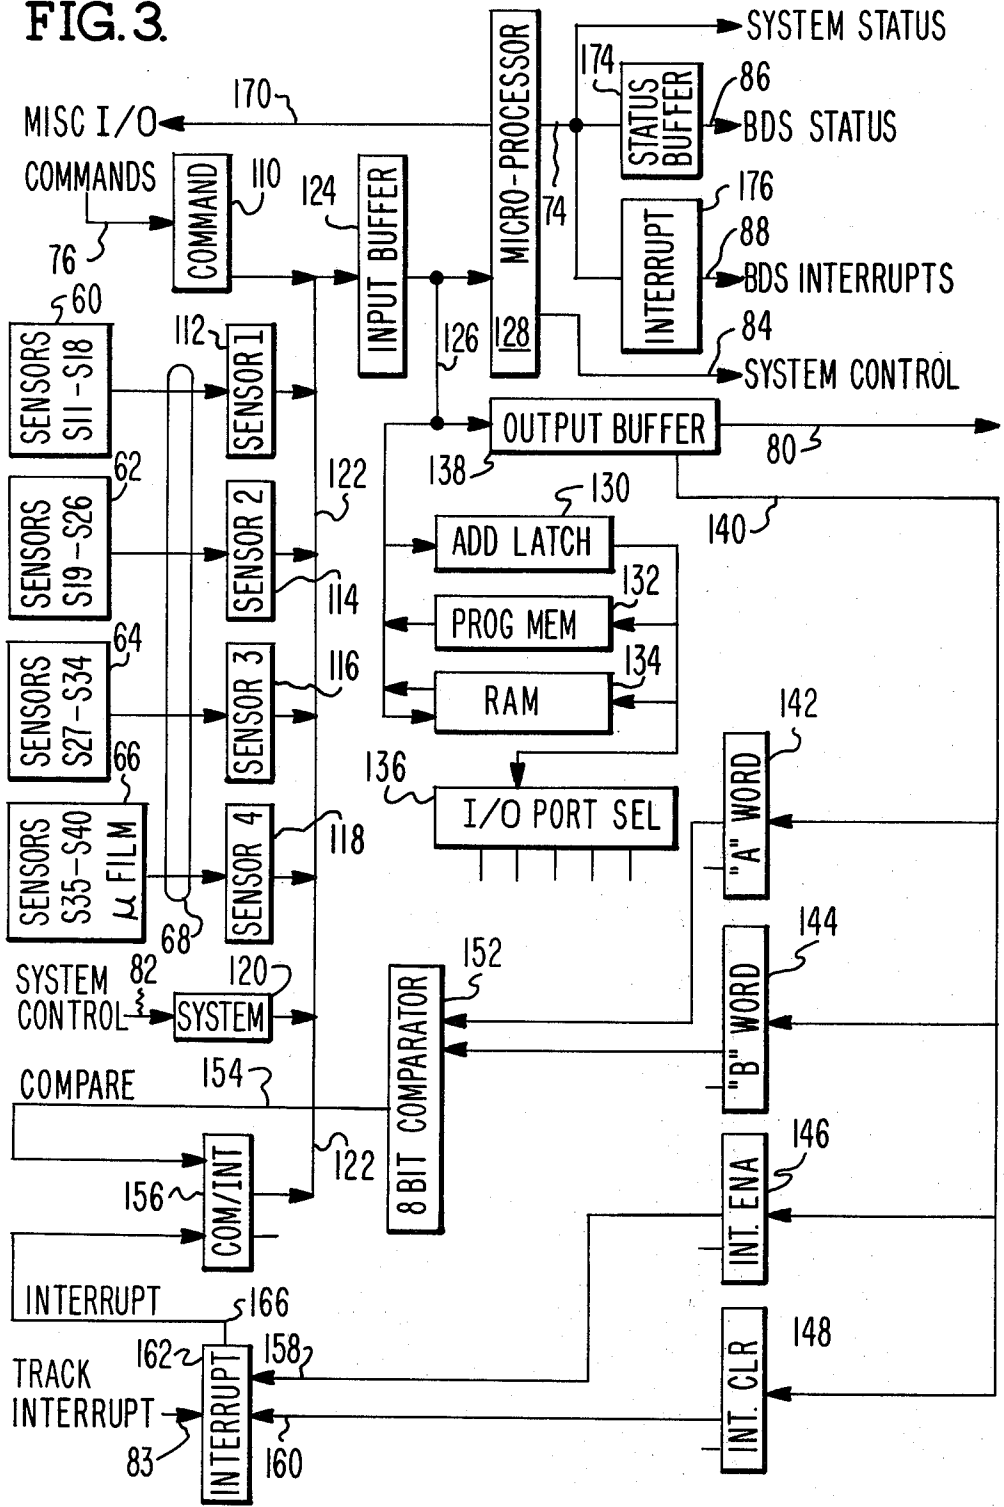 FIG. 3.
SYSTEM STATUS
170
174
STATUS BUFFER
86
MISC I/O
BDS STATUS
MICRO-PROCESSOR
128
74
COMMANDS
76
COMMAND
110
124
INPUT BUFFER
176
INTERRUPT
88
BDS INTERRUPTS
126
84
SYSTEM CONTROL
60
SENSORS
S11-S18
112
SENSOR 1
OUTPUT BUFFER
138
80
140
62
SENSORS
S19-S26
SENSOR 2
114
122
130
ADD LATCH
132
PROG MEM
134
RAM
64
SENSORS
S27-S34
SENSOR 3
116
136
I/O PORT SEL
142
"A" WORD
66
SENSORS
S35-S40
μ FILM
SENSOR 4
118
68
SYSTEM
CONTROL
82
120
SYSTEM
152
8 BIT COMPARATOR
144
"B" WORD
COMPARE
154
122
156
COM/INT
146
INT. ENA
INTERRUPT
166
162
INTERRUPT
158
148
INT. CLR
TRACK
INTERRUPT
83
160